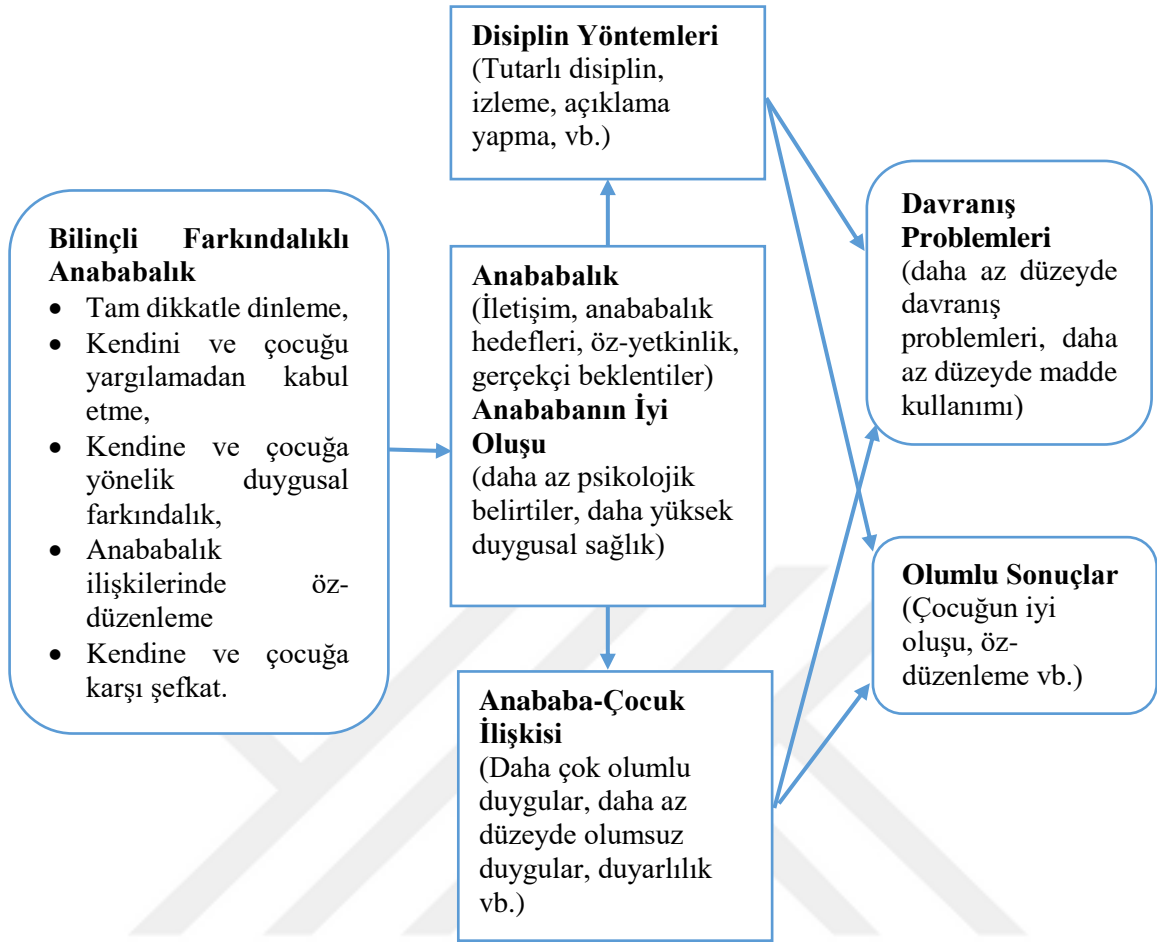 Bilinçli Farkındalıklı
Anababalık
• Tam dikkatle dinleme,
• Kendini ve çocuğu
yargılamadan kabul
etme,
• Kendine ve çocuğa
yönelik duygusal
farkındalık,
• Anababalık
ilişkilerinde öz-
düzenleme
• Kendine ve çocuğa
karşı şefkat.
Disiplin Yöntemleri
(Tutarlı disiplin,
izleme, açıklama
yapma, vb.)
Anababalık
(İletişim, anababalık
hedefleri, öz-yetkinlik,
gerçekçi beklentiler)
Anababanın İyi
Oluşu
(daha az psikolojik
belirtiler, daha yüksek
duygusal sağlık)
Anababa-Çocuk
İlişkisi
(Daha çok olumlu
duygular, daha az
düzeyde olumsuz
duygular, duyarlılık
vb.)
Davranış
Problemleri
(daha az düzeyde
davranış
problemleri, daha
az düzeyde madde
kullanımı)
Olumlu Sonuçlar
(Çocuğun iyi
oluşu, öz-
düzenleme vb.)